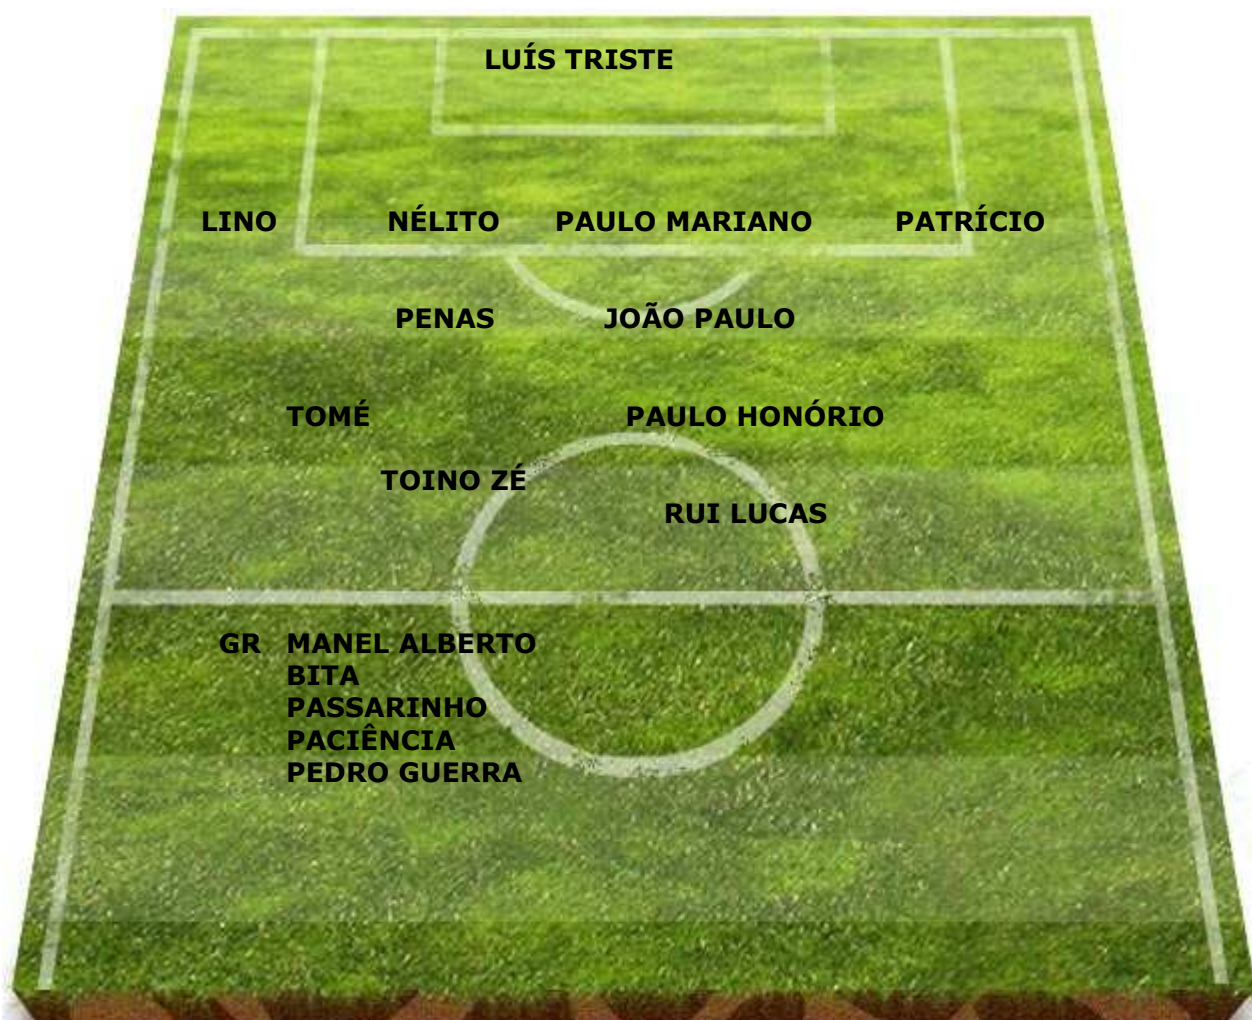 LUÍS TRISTE
LINO NÉLITO PAULO MARIANO PATRÍCIO
PENAS JOÃO PAULO
TOMÉ PAULO HONÓRIO
TOINO ZÉ
RUI LUCAS
GR MANEL ALBERTO
BITA
PASSARINHO
PACIÊNCIA
PEDRO GUERRA